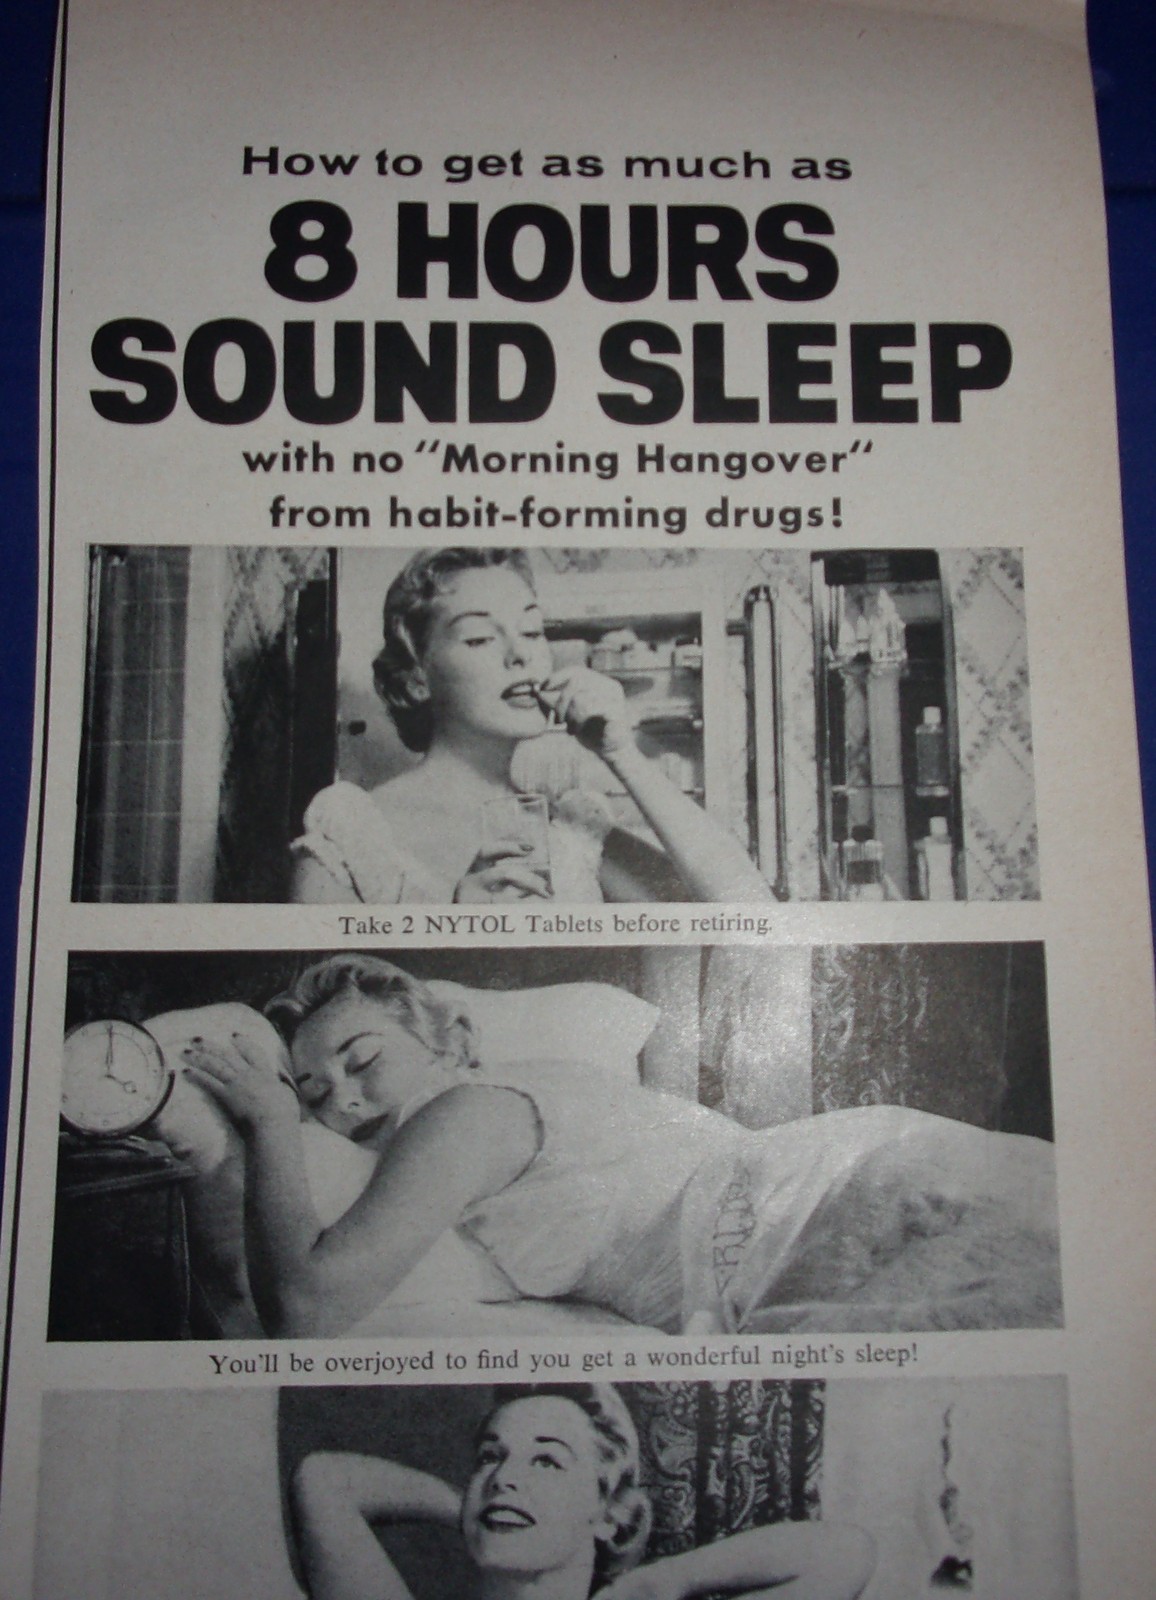 How to get as much as
8 HOURS
SOUND SLEEP
with no "Morning Hangover"
from habit-forming drugs!
Take 2 NYTOL Tablets before retiring.
You'll be overjoyed to find you get a wonderful night's sleep!